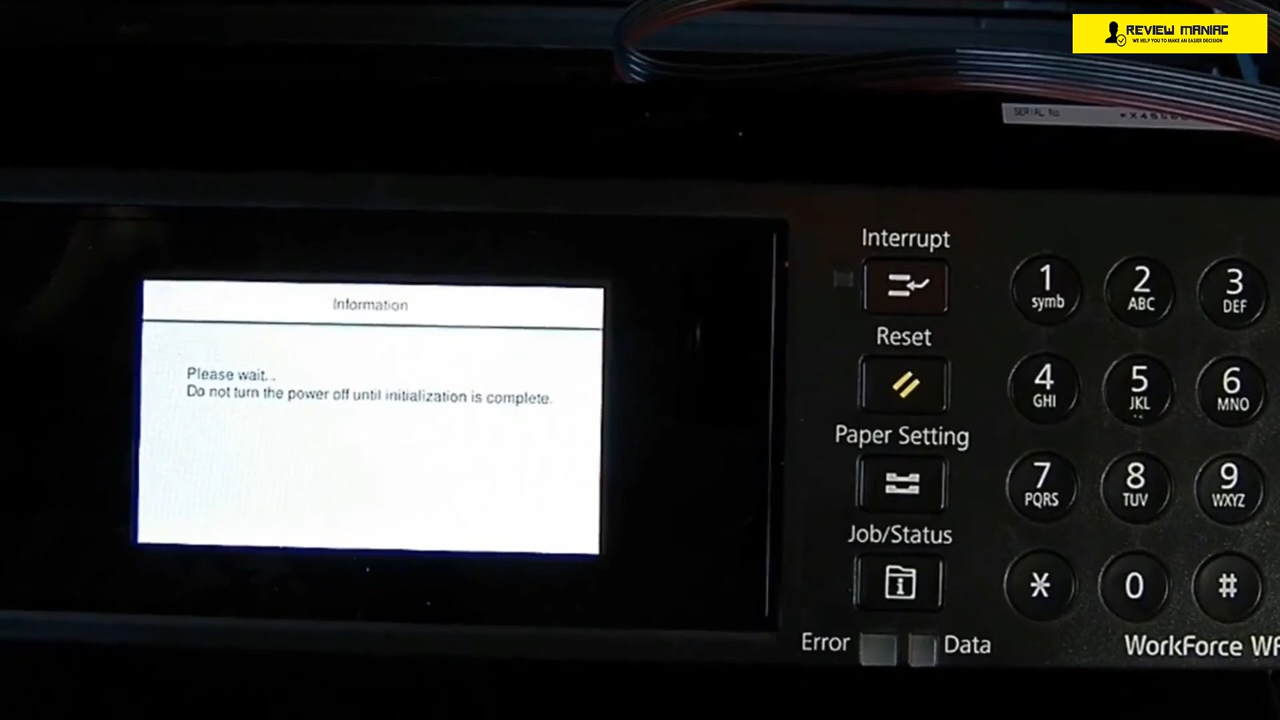 REVIEW MANIAC
WE HELP YOU TO MAKE AN EASIER DECISION
SERIAL No
Information
Please wait...
Do not turn the power off until initialization is complete.
Interrupt
Reset
Paper Setting
Job/Status
Error
Data
1
symb
2
ABC
3
DEF
4
GHI
5
JKL
6
MNO
7
PQRS
8
TUV
9
WXYZ
*
0
#
WorkForce WF